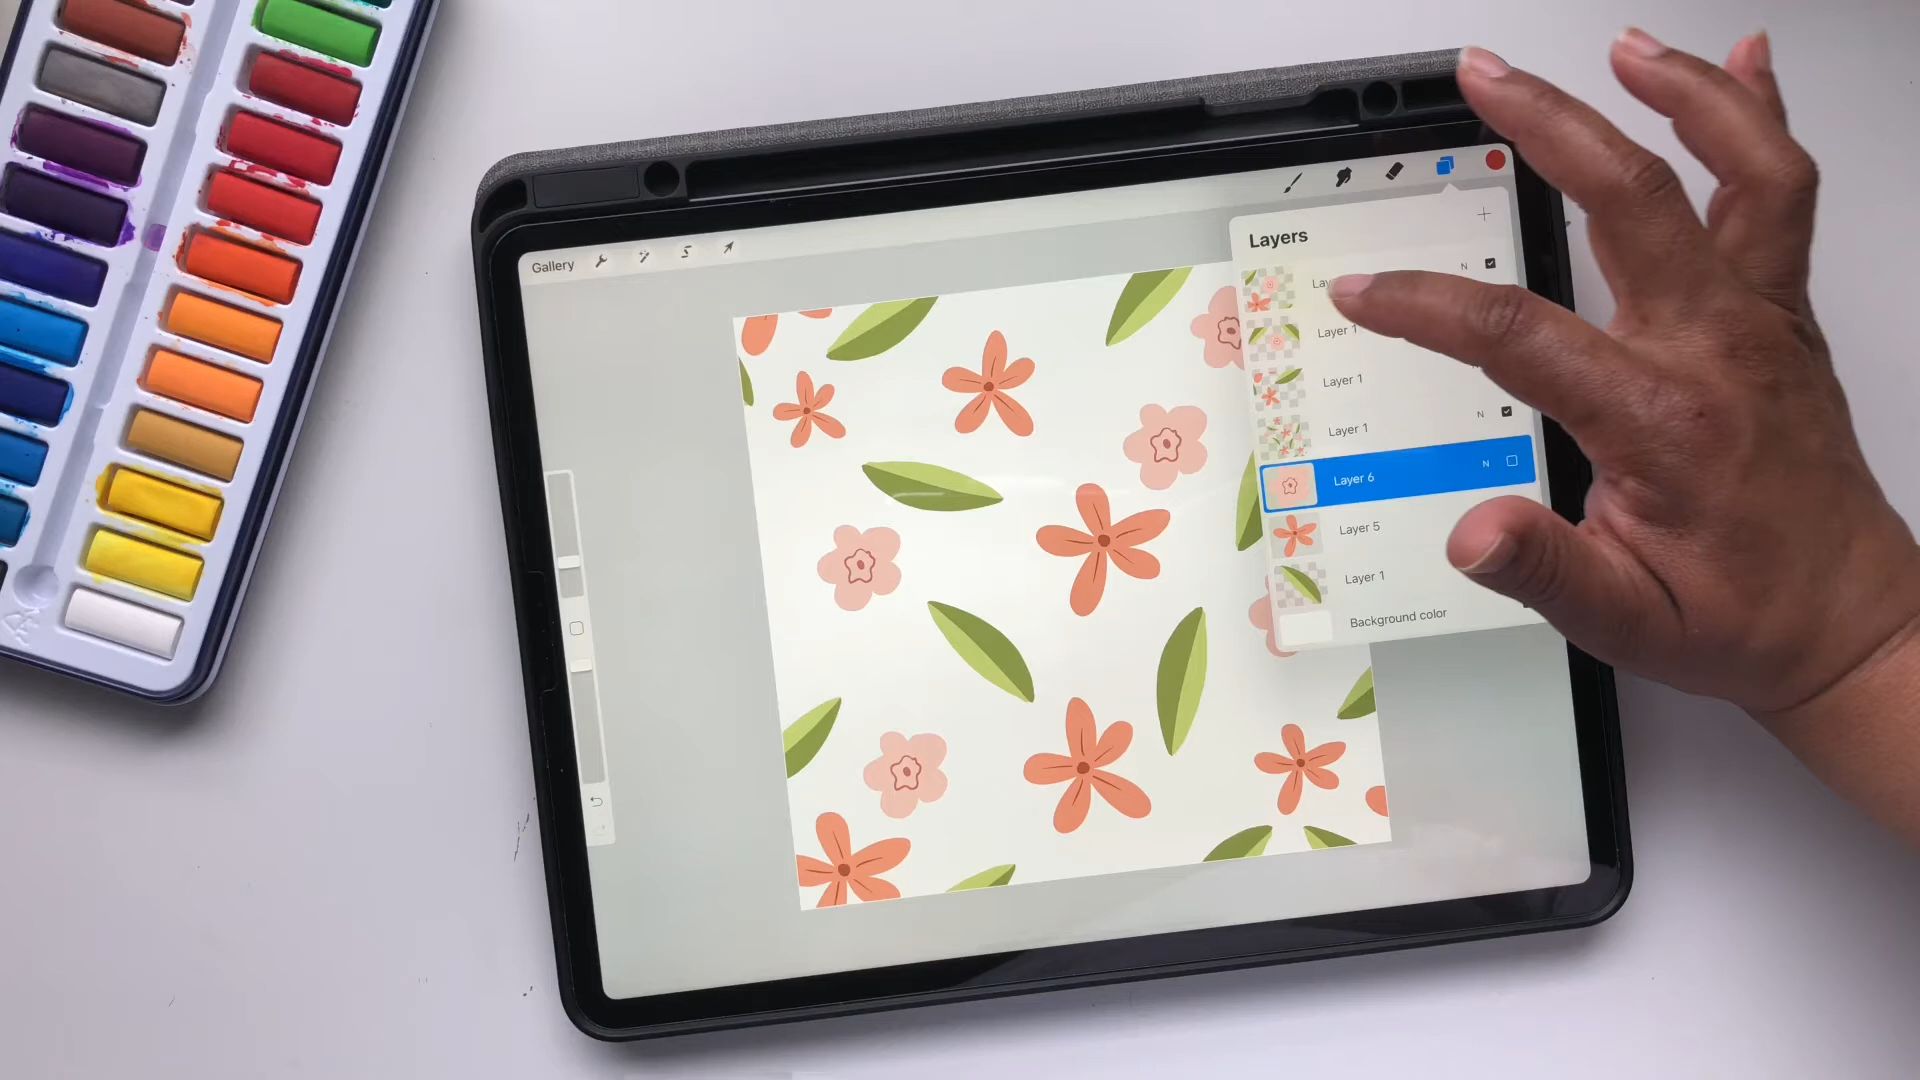 Gallery
Layers
N
Layer 1
Layer 1
Layer 1
N
Layer 6
N
Layer 5
Layer 1
Background color